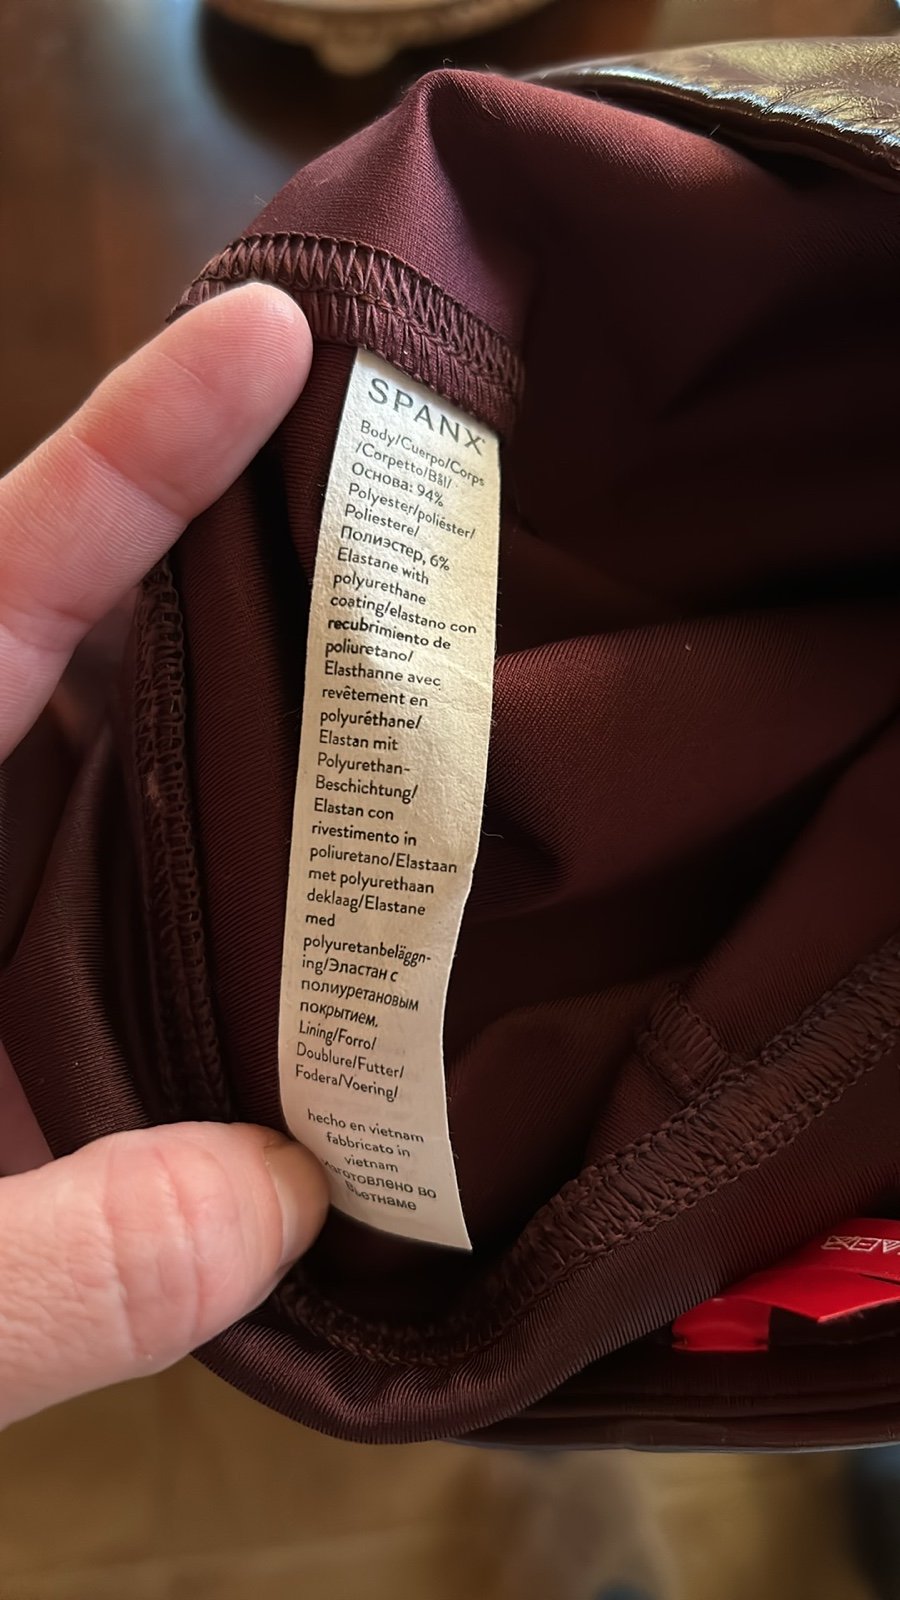 SPANX
Body/Cuerpo/Corps
/Corpetto/Bål/
Основа: 94%
Polyester/poliéster/
Poliestere/
Полиэстер, 6%
Elastane with
polyurethane
coating/elastano con
recubrimiento de
poliuretano/
Elasthanne avec
revêtement en
polyuréthane/
Elastan mit
Polyurethan-
Beschichtung/
Elastan con
rivestimento in
poliuretano/Elastaan
met polyurethaan
deklaag/Elastane
med
polyuretanbeläggn-
ing/Эластан с
полиуретановым
покрытием.
Lining/Forro/
Doublure/Futter/
Fodera/Voering/
hecho en vietnam
fabbricato in
vietnam
изготовлено во
Вьетнаме